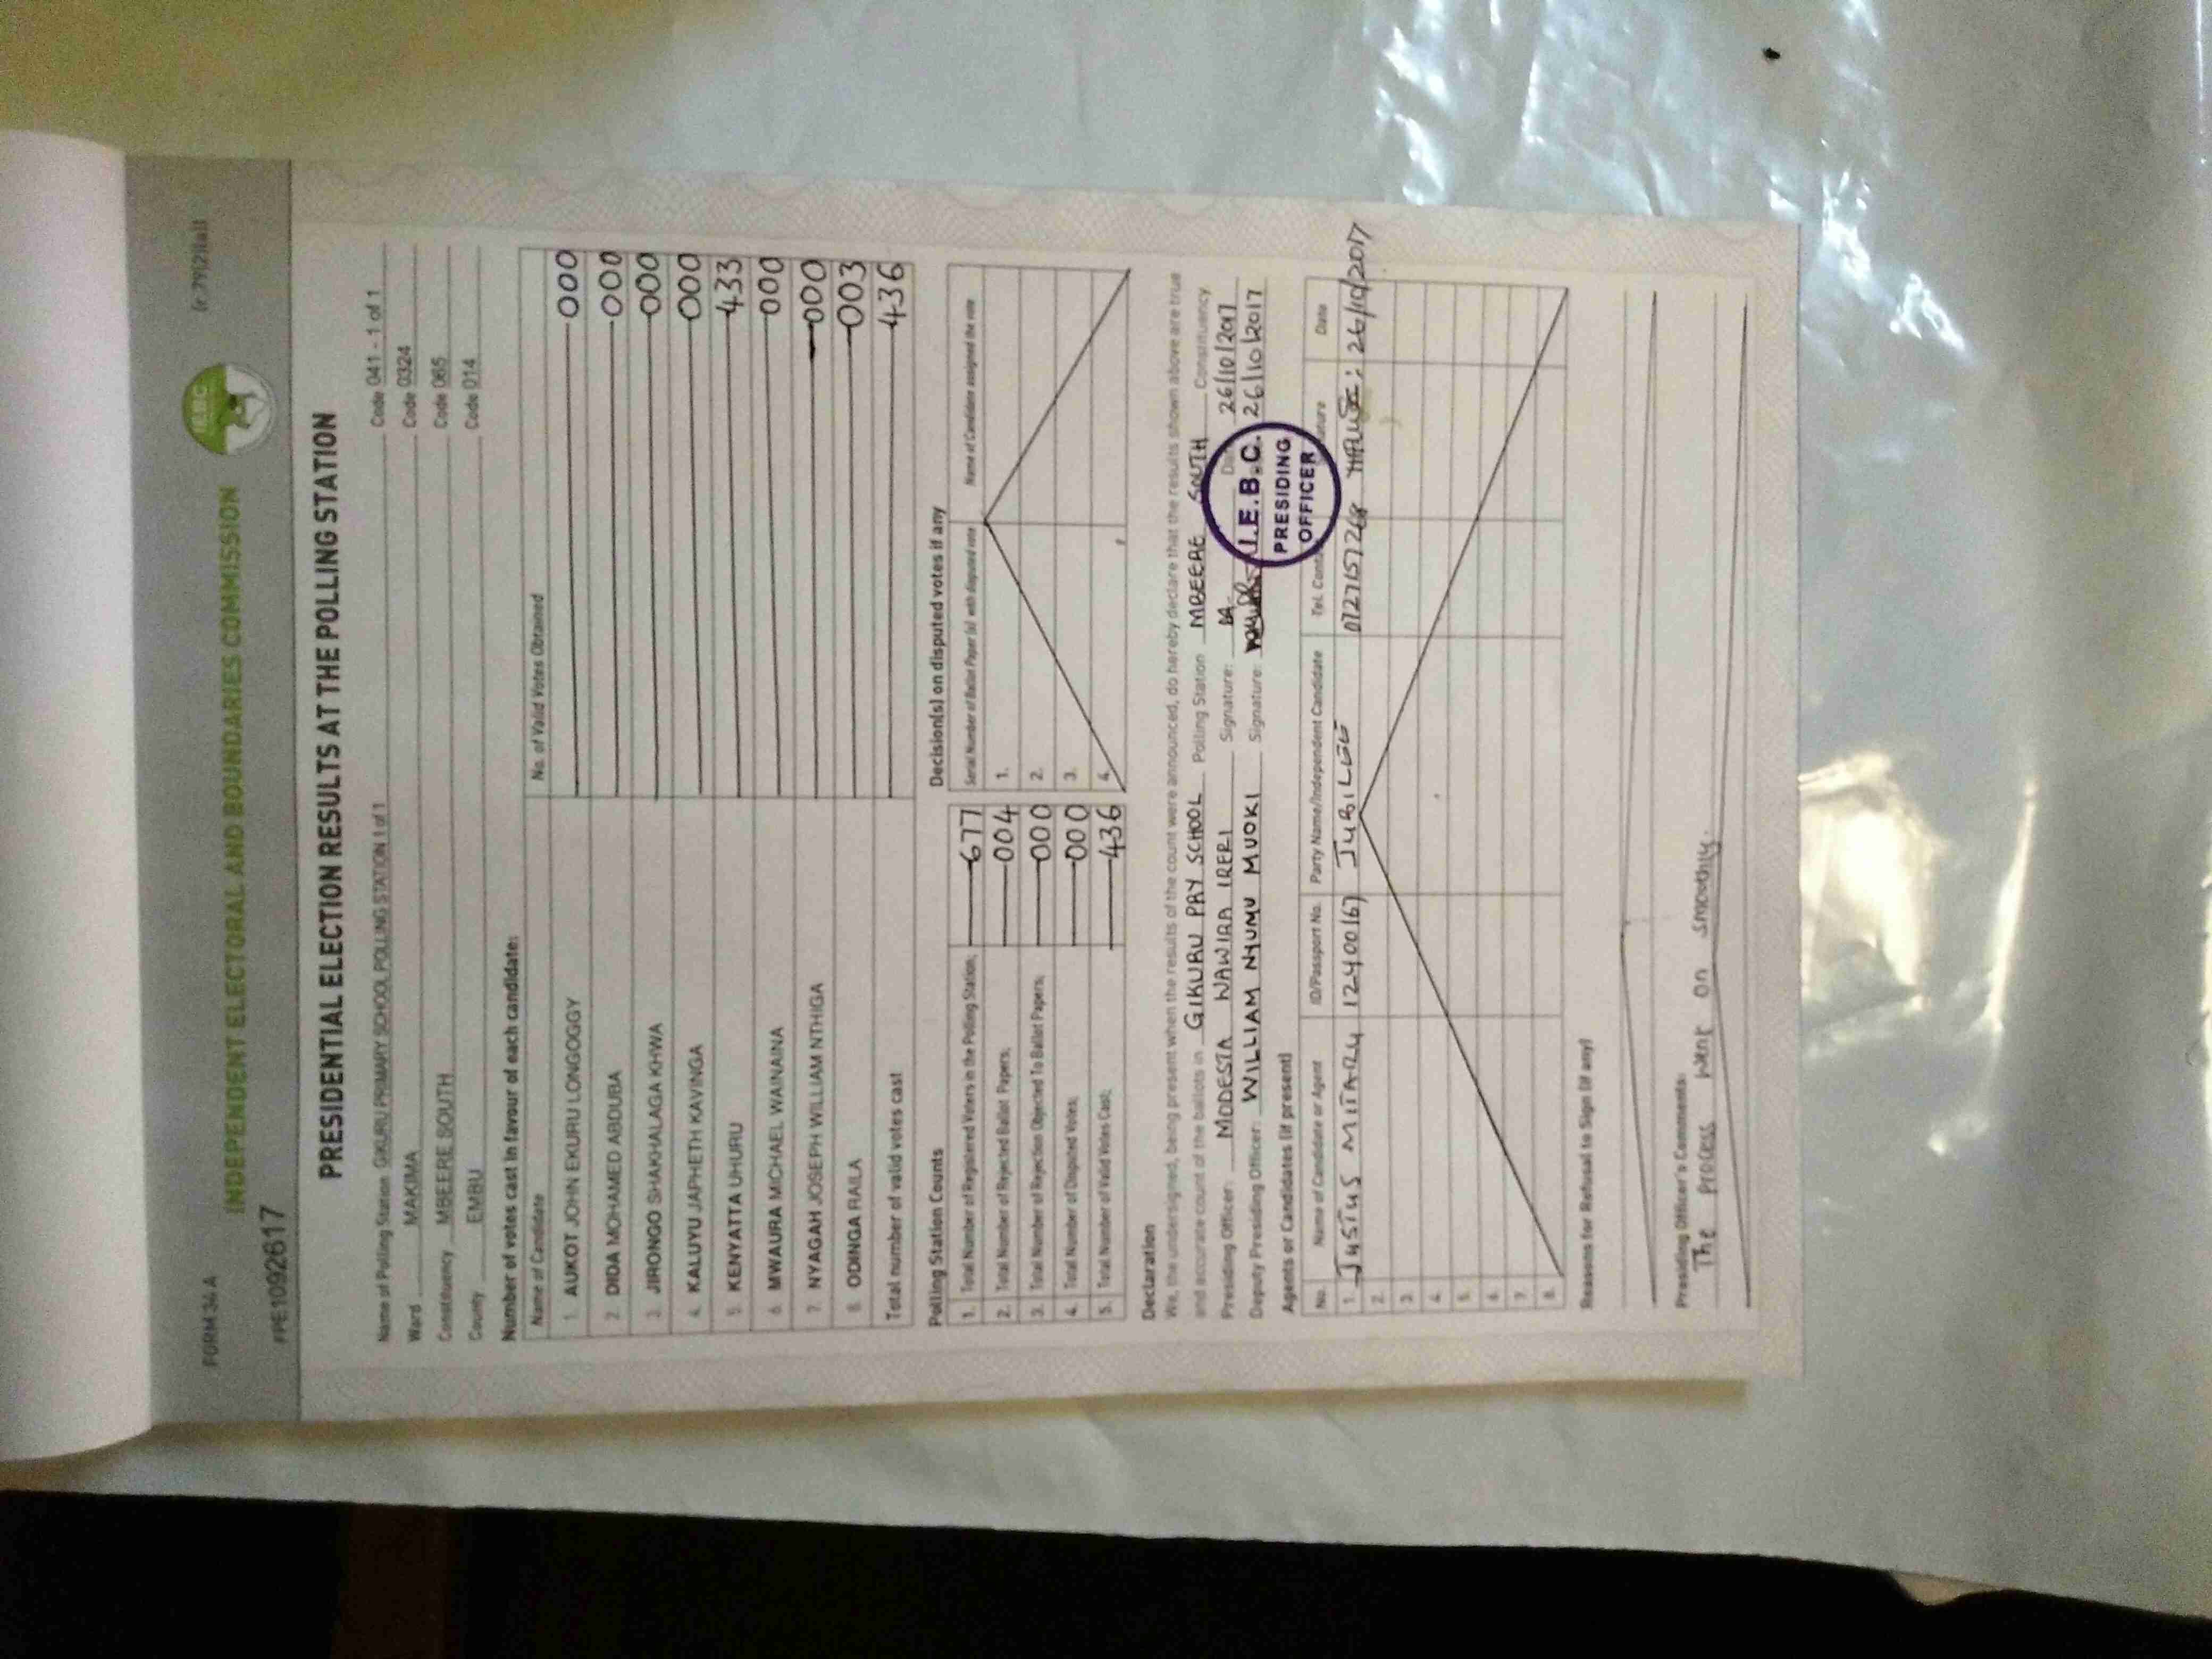 FORM 34A
(r.79)(2)(a))
IEBC
INDEPENDENT ELECTORAL AND BOUNDARIES COMMISSION
PRESIDENTIAL ELECTION RESULTS AT THE POLLING STATION
Name of Polling Station GIKURU PRIMARY SCHOOL POLLING STATION 1 of 1 Code 041 - 1 of 1
Ward MAKIMA Code 0324
Constituency MBEERE SOUTH Code 065
County EMBU Code 014
Number of votes cast in favour of each candidate:
Name of Candidate No. of Valid Votes Obtained
1. AUKOT JOHN EKURU LONGOGGY 000
2. DIDA MOHAMED ABDUBA 000
3. JIRONGO SHAKHALAGA KHWA 000
4. KALUYU JAPHETH KAVINGA 000
5. KENYATTA UHURU 433
6. MWAURA MICHAEL WAINAINA 000
7. NYAGAH JOSEPH WILLIAM NTHIGA 000
8. ODINGA RAILA 003
Total number of valid votes cast 436
Polling Station Counts
1. Total Number of Registered Voters in the Polling Station; 677
2. Total Number of Rejected Ballot Papers; 004
3. Total Number of Rejection Objected To Ballot Papers; 000
4. Total Number of Disputed Votes; 000
5. Total Number of Valid Votes Cast; 436
Decision(s) on disputed votes if any
Serial Number of Ballot Paper (s) with disputed vote Name of Candidate assigned the vote
1.
2.
3.
4.
Declaration
We, the undersigned, being present when the results of the count were announced, do hereby declare that the results shown above are true
and accurate count of the ballots in GIKURU PRY SCHOOL Polling Station MBEERE SOUTH Constituency
Presiding Officer: MODESTA WAWIRA IRERI Signature: 26/10/2017
Deputy Presiding Officer: WILLIAM NYUMU MUOKI Signature: 26/10/2017
I.E.B.C.
PRESIDING
OFFICER
Agents or Candidates (if present)
No. Name of Candidate or Agent ID/Passport No. Party Name/Independent Candidate Tel. Date
1. JUSTUS MITARY 12400167 JUBILEE 0727157268 26/10/2017
2.
3.
4.
5.
6.
7.
8.
Reasons for Refusal to Sign (if any)
Presiding Officer's Comments:
The process went on smoothly.